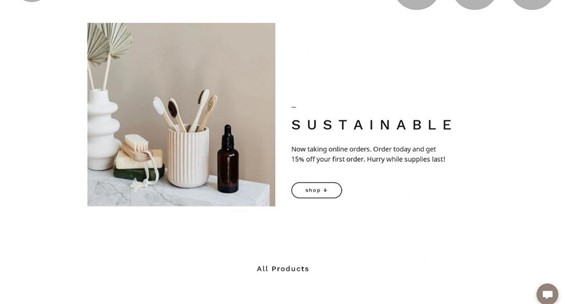 —
SUSTAINABLE
Now taking online orders. Order today and get
15% off your first order. Hurry while supplies last!
shop ↓
All Products